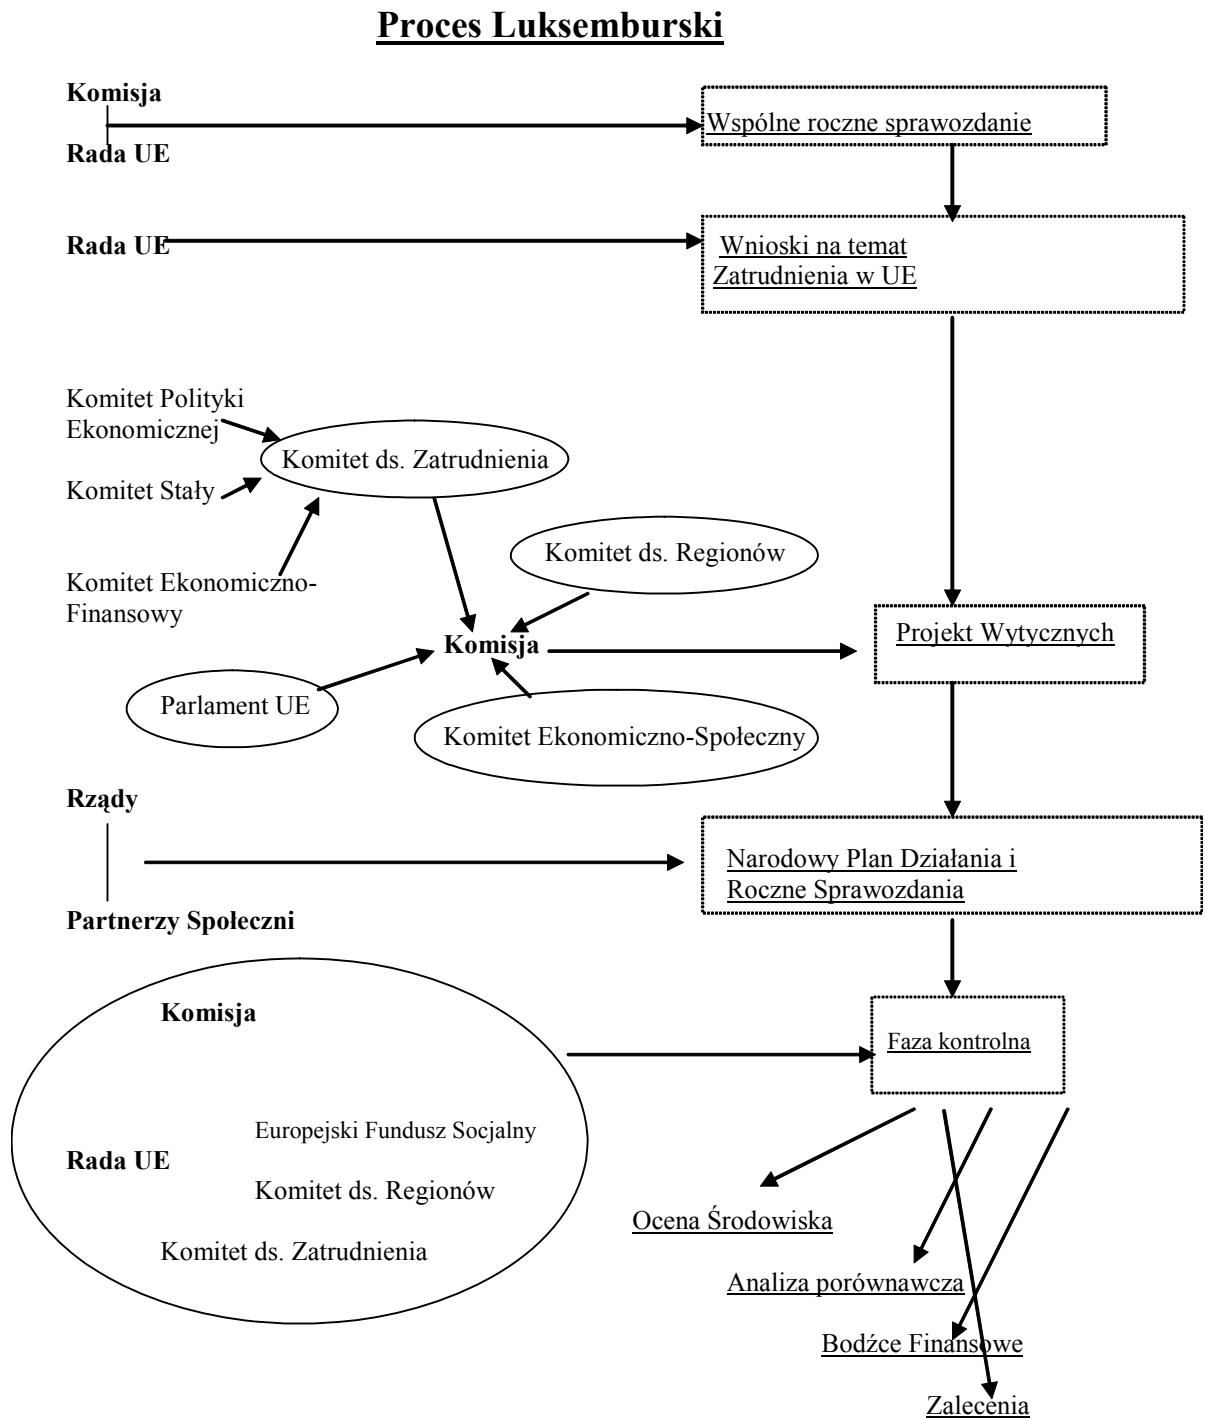 Proces Luksemburski
Komisja
Wspólne roczne sprawozdanie
Rada UE
Rada UE
Wnioski na temat
Zatrudnienia w UE
Komitet Polityki
Ekonomicznej
Komitet ds. Zatrudnienia
Komitet Stały
Komitet ds. Regionów
Komitet Ekonomiczno-
Finansowy
Komisja
Projekt Wytycznych
Parlament UE
Komitet Ekonomiczno-Społeczny
Rządy
Narodowy Plan Działania i
Roczne Sprawozdania
Partnerzy Społeczni
Komisja
Faza kontrolna
Europejski Fundusz Socjalny
Rada UE
Komitet ds. Regionów
Ocena Środowiska
Komitet ds. Zatrudnienia
Analiza porównawcza
Bodźce Finansowe
Zalecenia